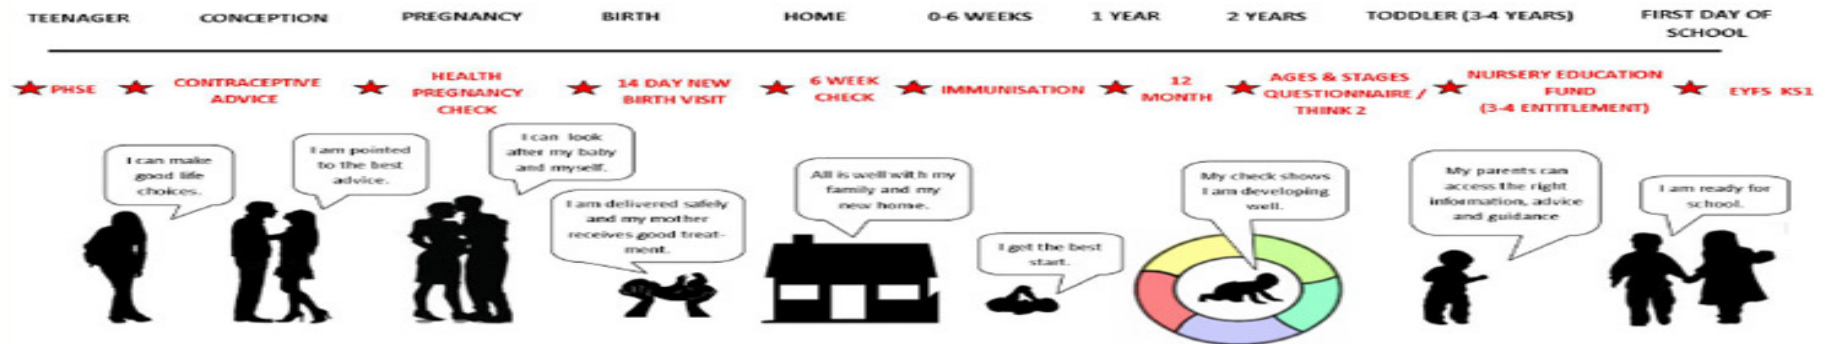 TEENAGER CONCEPTION PREGNANCY BIRTH HOME 0-6 WEEKS 1 YEAR 2 YEARS TODDLER (3-4 YEARS) FIRST DAY OF
SCHOOL
PHSE
CONTRACEPTIVE
ADVICE
HEALTH
PREGNANCY
CHECK
14 DAY NEW
BIRTH VISIT
6 WEEK
CHECK
IMMUNISATION
12
MONTH
AGES & STAGES
QUESTIONNAIRE /
THINK 2
NURSERY EDUCATION
FUND
(3-4 ENTITLEMENT)
EYFS KS1
I can make
good life
choices.
I am pointed
to the best
advice.
I can look
after my baby
and myself.
I am delivered safely
and my mother
receives good treat-
ment.
All is well with my
family and my
new home.
I get the best
start.
My check shows
I am developing
well.
My parents can
access the right
information, advice
and guidance
I am ready for
school.